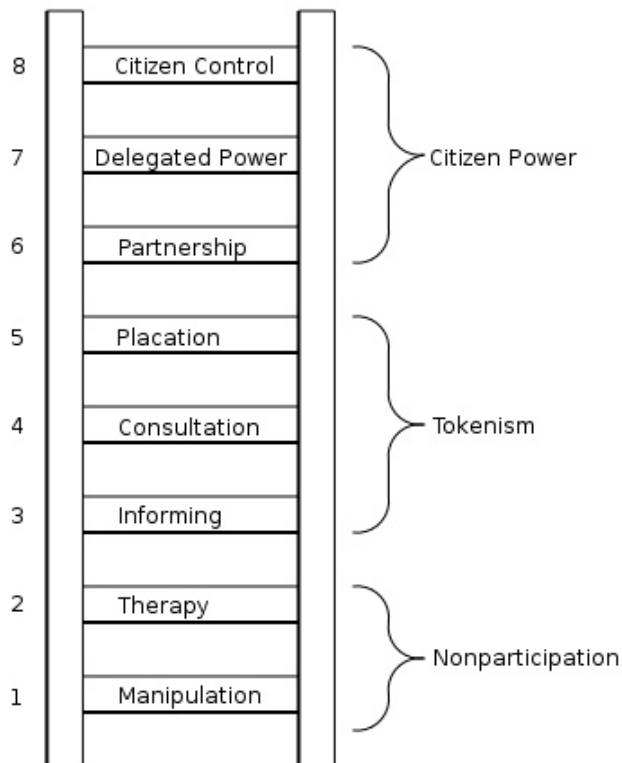 8 Citizen Control
7 Delegated Power Citizen Power
6 Partnership
5 Placation
4 Consultation Tokenism
3 Informing
2 Therapy
Nonparticipation
1 Manipulation